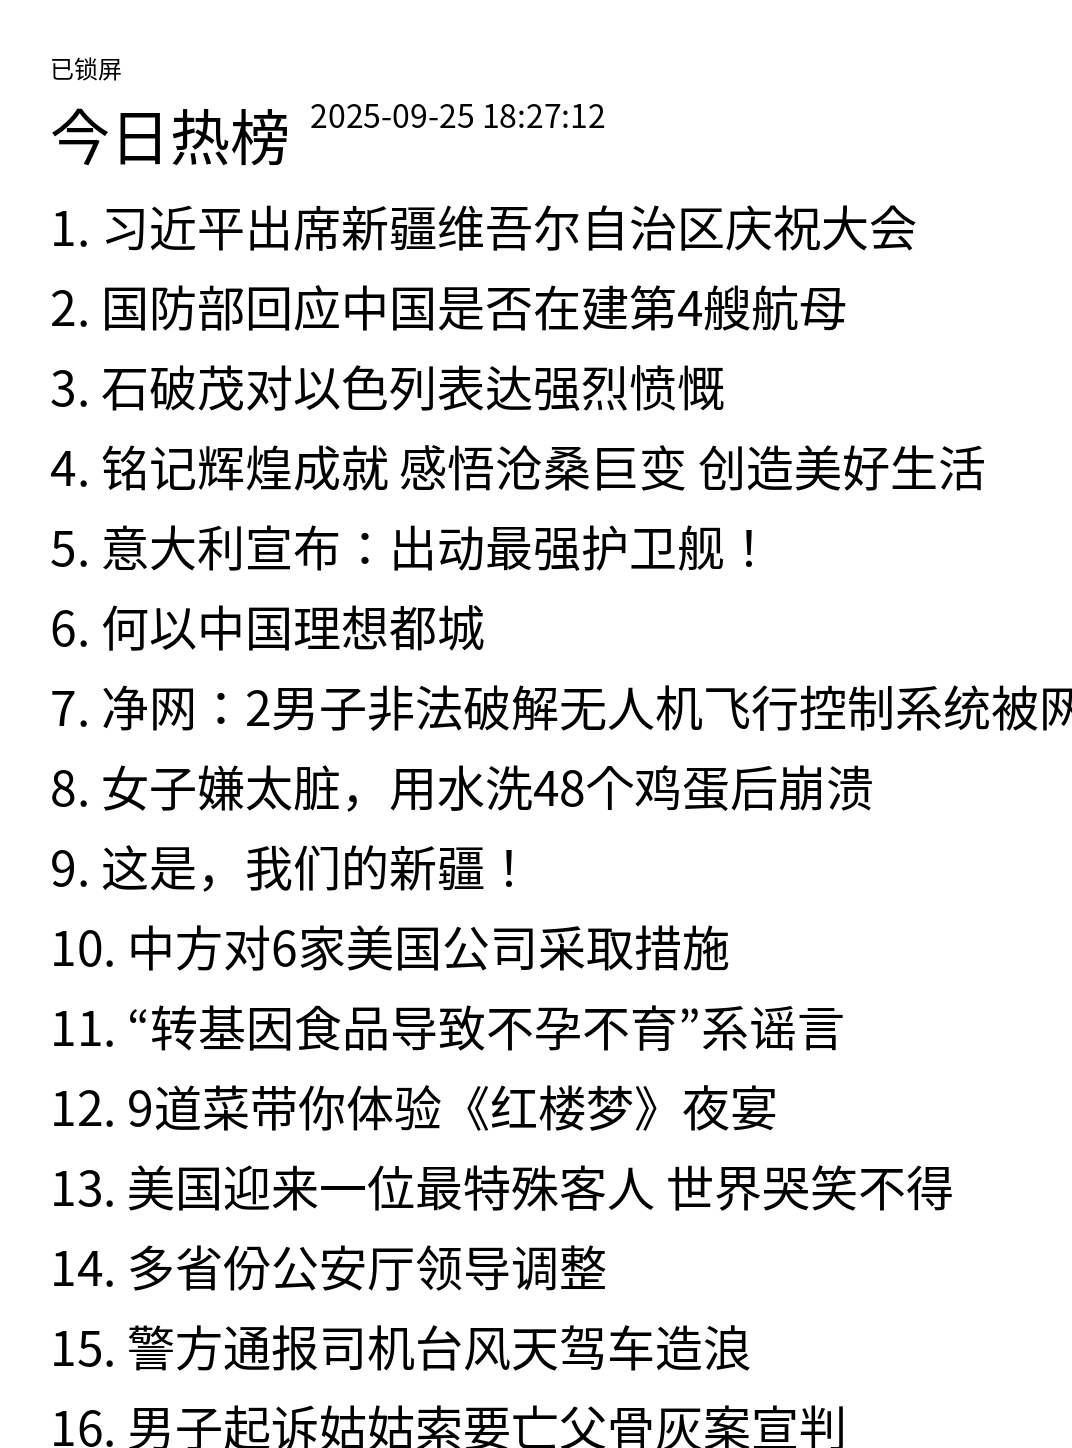 已锁屏
今日热榜 2025-09-25 18:27:12
1. 习近平出席新疆维吾尔自治区庆祝大会
2. 国防部回应中国是否在建第4艘航母
3. 石破茂对以色列表达强烈愤慨
4. 铭记辉煌成就 感悟沧桑巨变 创造美好生活
5. 意大利宣布：出动最强护卫舰！
6. 何以中国理想都城
7. 净网：2男子非法破解无人机飞行控制系统被网
8. 女子嫌太脏，用水洗48个鸡蛋后崩溃
9. 这是，我们的新疆！
10. 中方对6家美国公司采取措施
11. “转基因食品导致不孕不育”系谣言
12. 9道菜带你体验《红楼梦》夜宴
13. 美国迎来一位最特殊客人 世界哭笑不得
14. 多省份公安厅领导调整
15. 警方通报司机台风天驾车造浪
16. 男子起诉姑姑索要亡父骨灰案宣判